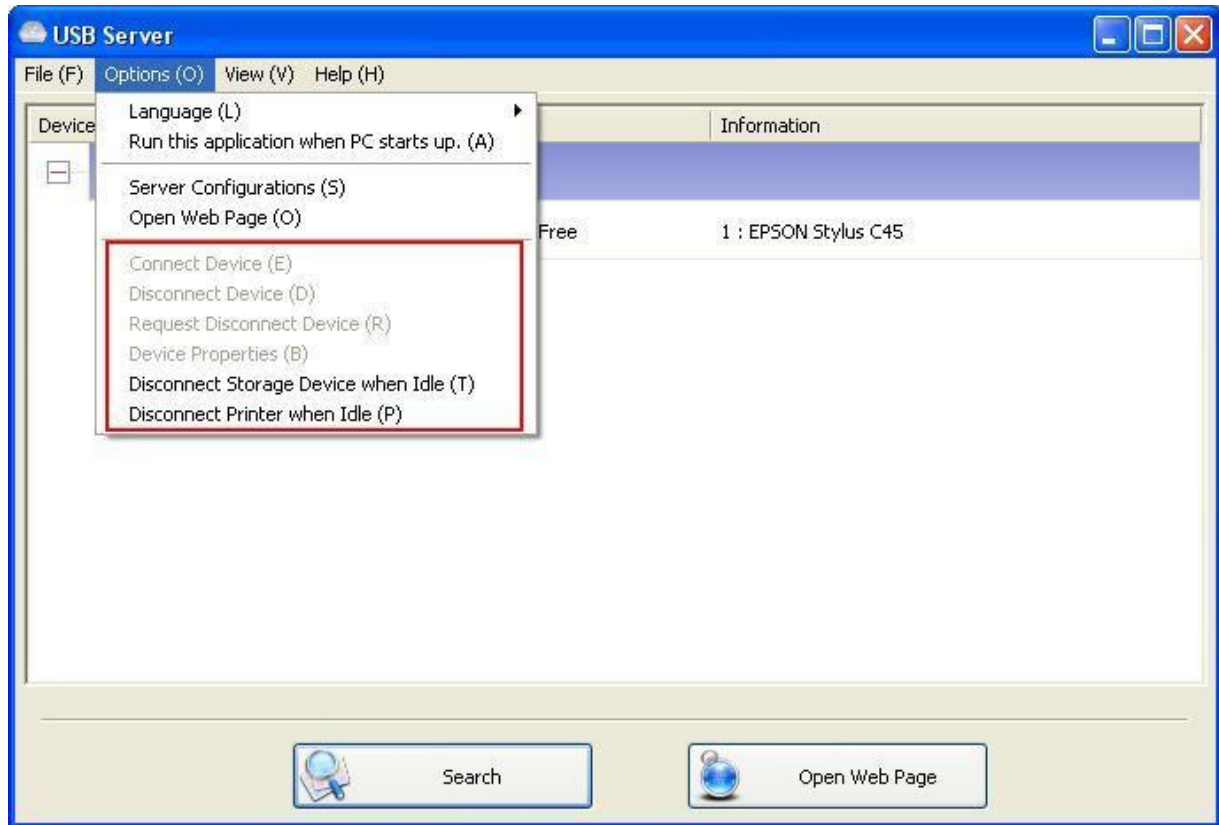 USB Server
File (F) Options (O) View (V) Help (H)
Device Information
Language (L)
Run this application when PC starts up. (A)
Server Configurations (S)
Open Web Page (O)
Free 1 : EPSON Stylus C45
Connect Device (E)
Disconnect Device (D)
Request Disconnect Device (R)
Device Properties (B)
Disconnect Storage Device when Idle (T)
Disconnect Printer when Idle (P)
Search Open Web Page